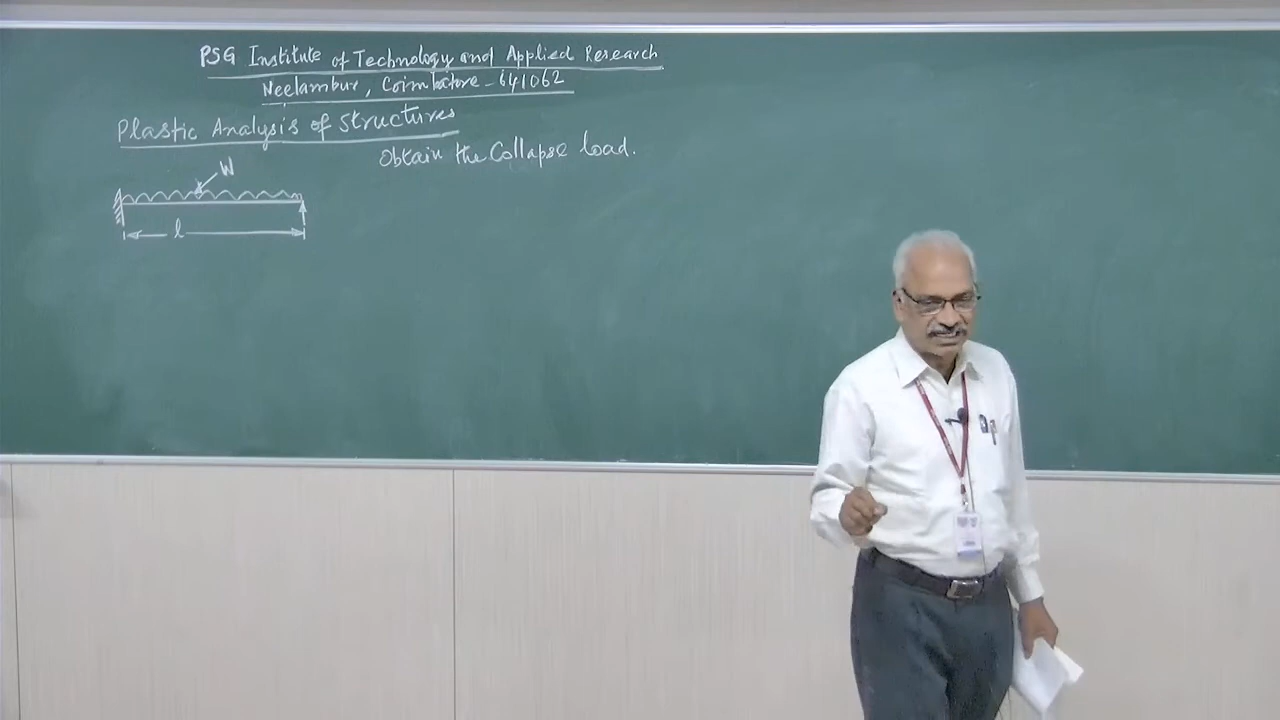 PSG Institute of Technology and Applied Research
Neelambur, Coimbatore - 641062
Plastic Analysis of Structures
Obtain the Collapse load.
W
l